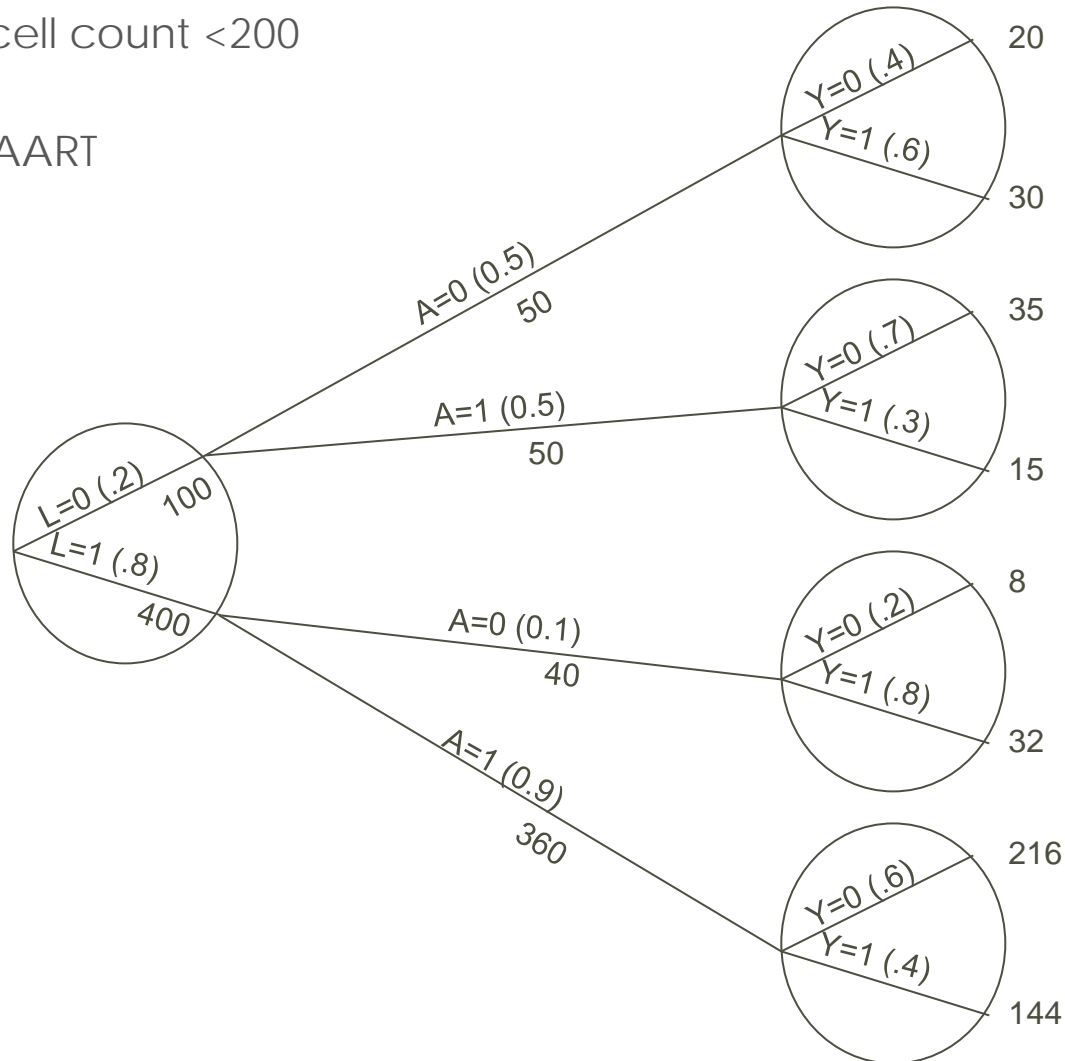 cell count <200
AART
Y=0 (.4)
20
Y=1 (.6)
30
A=0 (0.5)
50
Y=0 (.7)
35
Y=1 (.3)
15
A=1 (0.5)
50
L=0 (.2)
100
L=1 (.8)
400
A=0 (0.1)
40
Y=0 (.2)
8
Y=1 (.8)
32
A=1 (0.9)
360
Y=0 (.6)
216
Y=1 (.4)
144